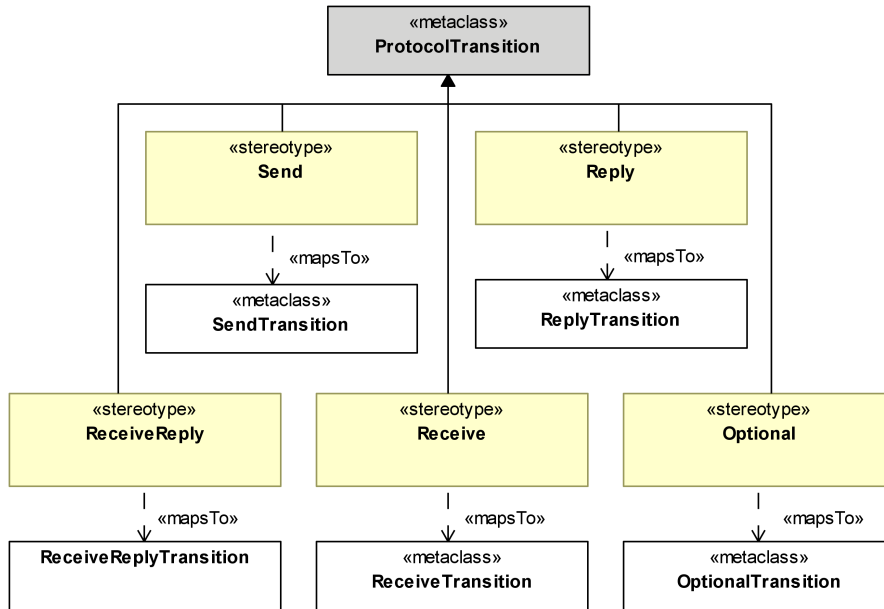 «metaclass»
ProtocolTransition
«stereotype»
Send
«stereotype»
Reply
«mapsTo»
«mapsTo»
«metaclass»
SendTransition
«metaclass»
ReplyTransition
«stereotype»
ReceiveReply
«stereotype»
Receive
«stereotype»
Optional
«mapsTo»
«mapsTo»
«mapsTo»
ReceiveReplyTransition
«metaclass»
ReceiveTransition
«metaclass»
OptionalTransition